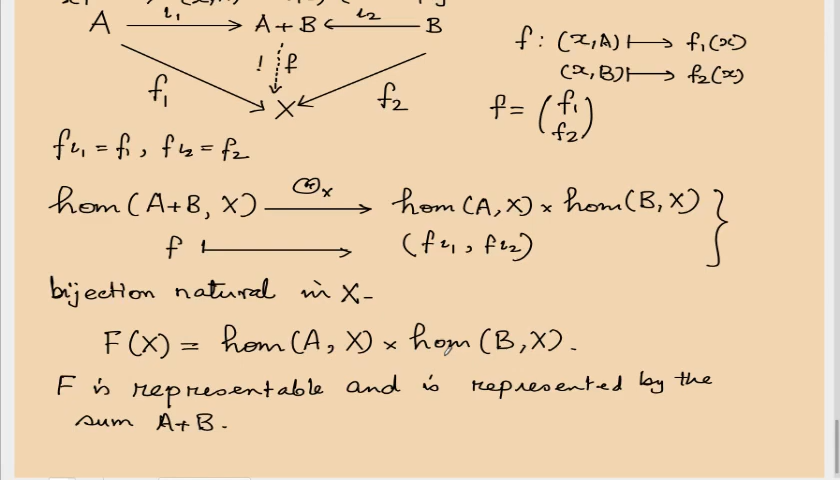 A ι₁ A+B ι₂ B
f : (x,A) ⟼ f₁(x)
! f
(x,B) ⟼ f₂(x)
f₁ X f₂
f = (f₁ f₂)
fι₁ = f₁, fι₂ = f₂
hom(A+B, X) ⟶ Θₓ hom(A,X) × hom(B,X) }
f ⟼ (fι₁, fι₂)
bijection natural in X-
F(X) = hom(A, X) × hom(B,X).
F is representable and is represented by the
sum A+B.